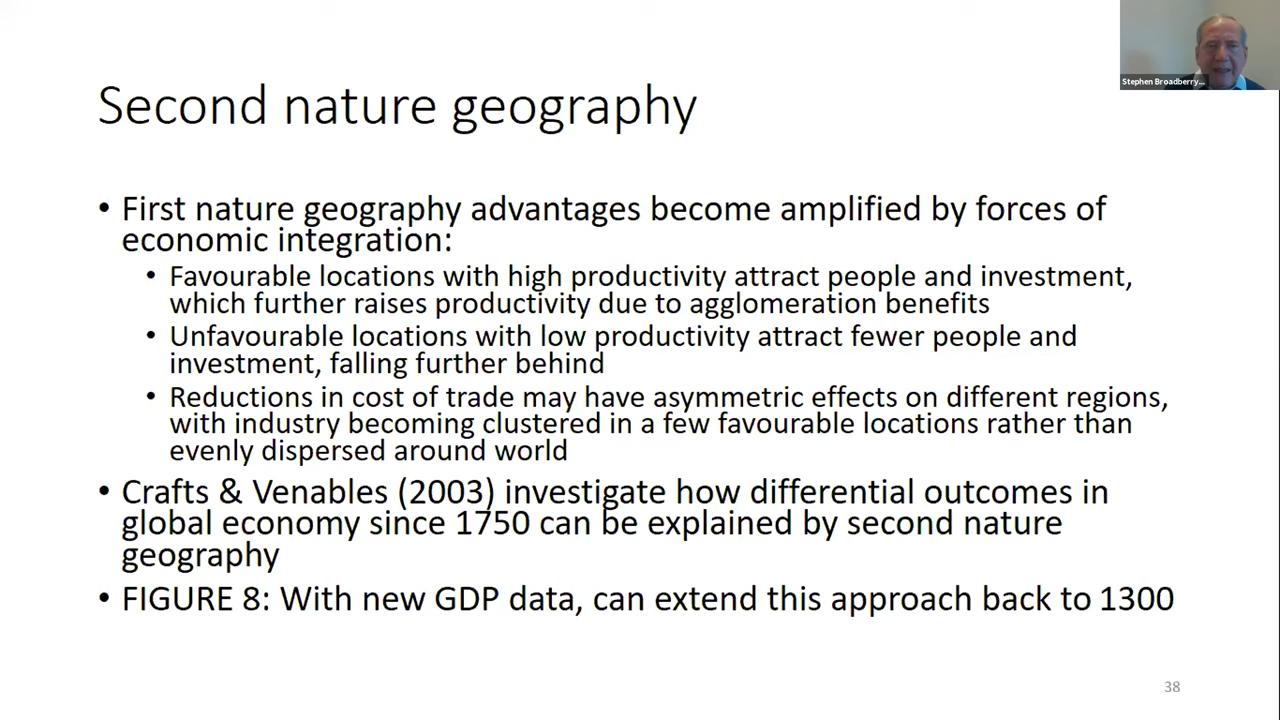 Stephen Broadberry...
Second nature geography
• First nature geography advantages become amplified by forces of
economic integration:
• Favourable locations with high productivity attract people and investment,
which further raises productivity due to agglomeration benefits
• Unfavourable locations with low productivity attract fewer people and
investment, falling further behind
• Reductions in cost of trade may have asymmetric effects on different regions,
with industry becoming clustered in a few favourable locations rather than
evenly dispersed around world
• Crafts & Venables (2003) investigate how differential outcomes in
global economy since 1750 can be explained by second nature
geography
• FIGURE 8: With new GDP data, can extend this approach back to 1300
38